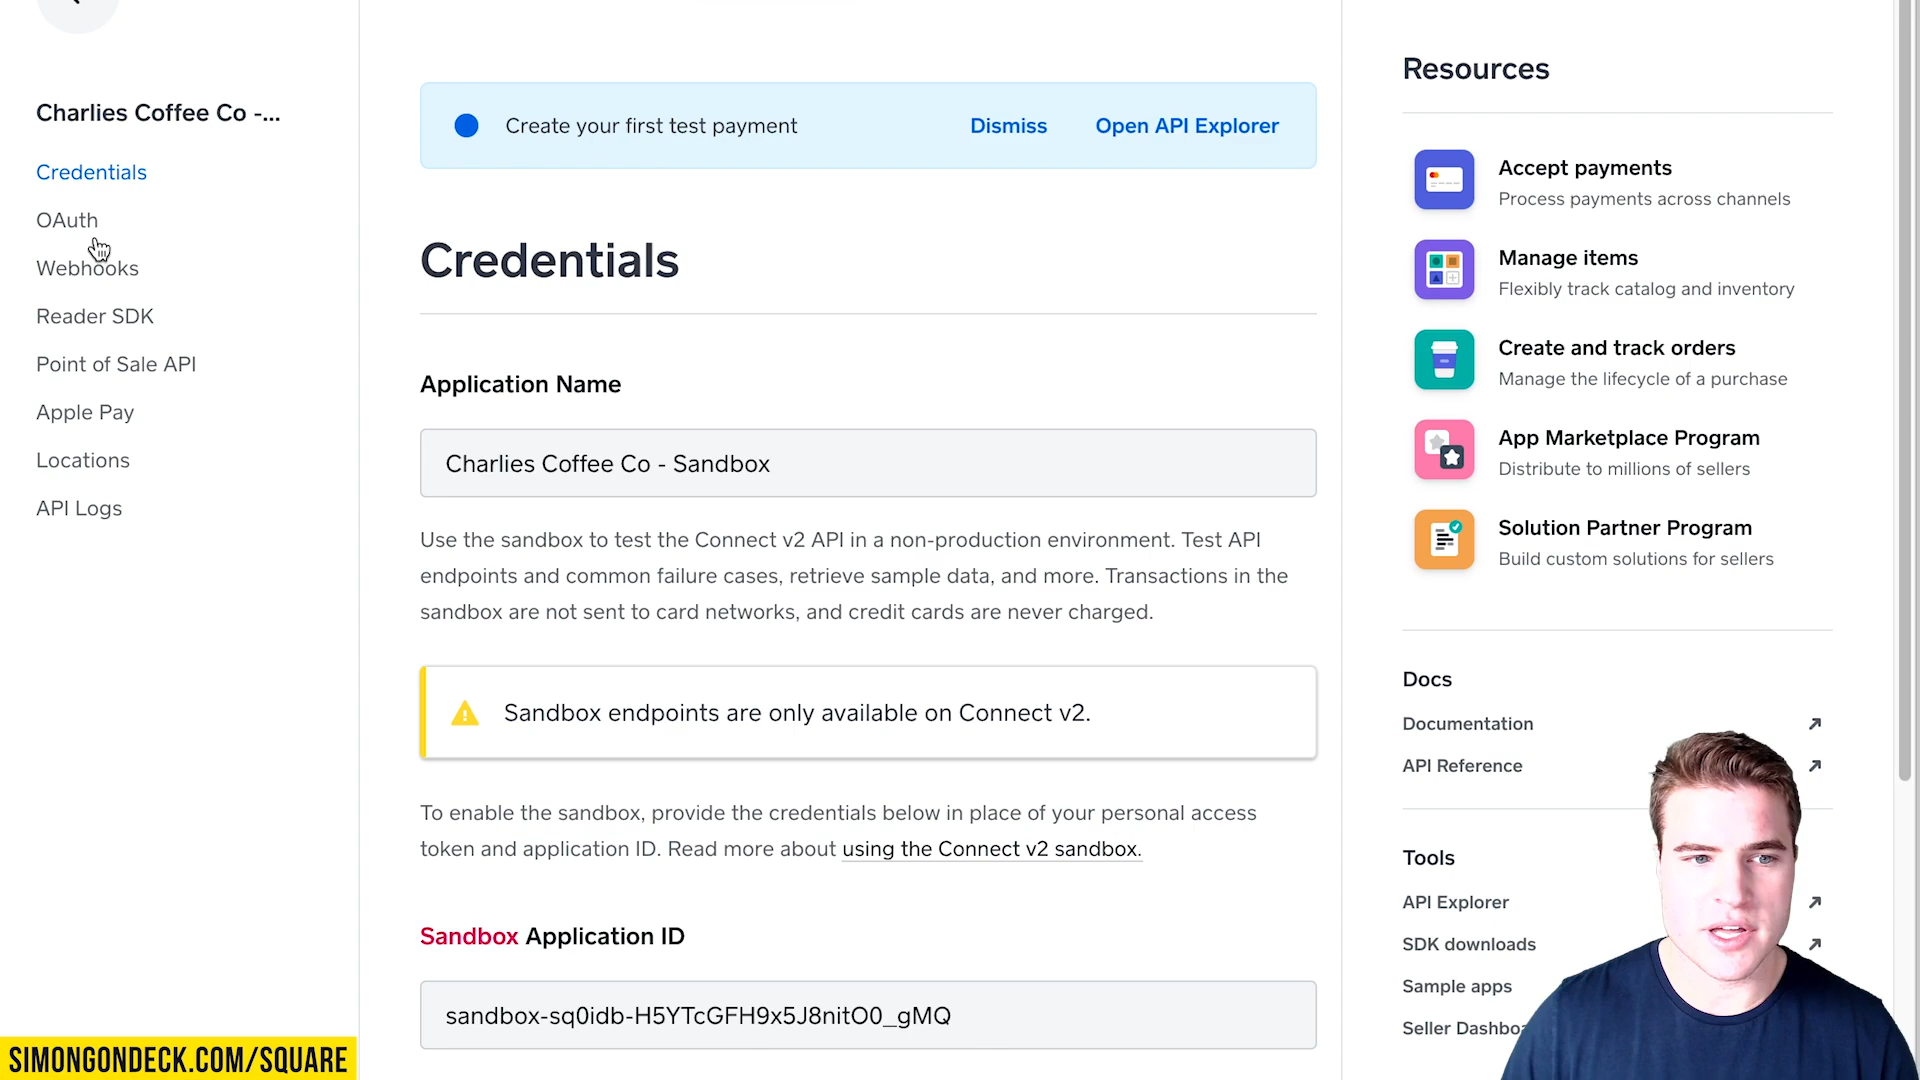 Charlies Coffee Co -...
Credentials
OAuth
Webhooks
Reader SDK
Point of Sale API
Apple Pay
Locations
API Logs
Create your first test payment
Dismiss
Open API Explorer
Credentials
Application Name
Charlies Coffee Co - Sandbox
Use the sandbox to test the Connect v2 API in a non-production environment. Test API
endpoints and common failure cases, retrieve sample data, and more. Transactions in the
sandbox are not sent to card networks, and credit cards are never charged.
Sandbox endpoints are only available on Connect v2.
To enable the sandbox, provide the credentials below in place of your personal access
token and application ID. Read more about using the Connect v2 sandbox.
Sandbox Application ID
sandbox-sq0idb-H5YTcGFH9x5J8nitO0_gMQ
Resources
Accept payments
Process payments across channels
Manage items
Flexibly track catalog and inventory
Create and track orders
Manage the lifecycle of a purchase
App Marketplace Program
Distribute to millions of sellers
Solution Partner Program
Build custom solutions for sellers
Docs
Documentation
API Reference
Tools
API Explorer
SDK downloads
Sample apps
Seller
SIMONGONDECK.COM/SQUARE